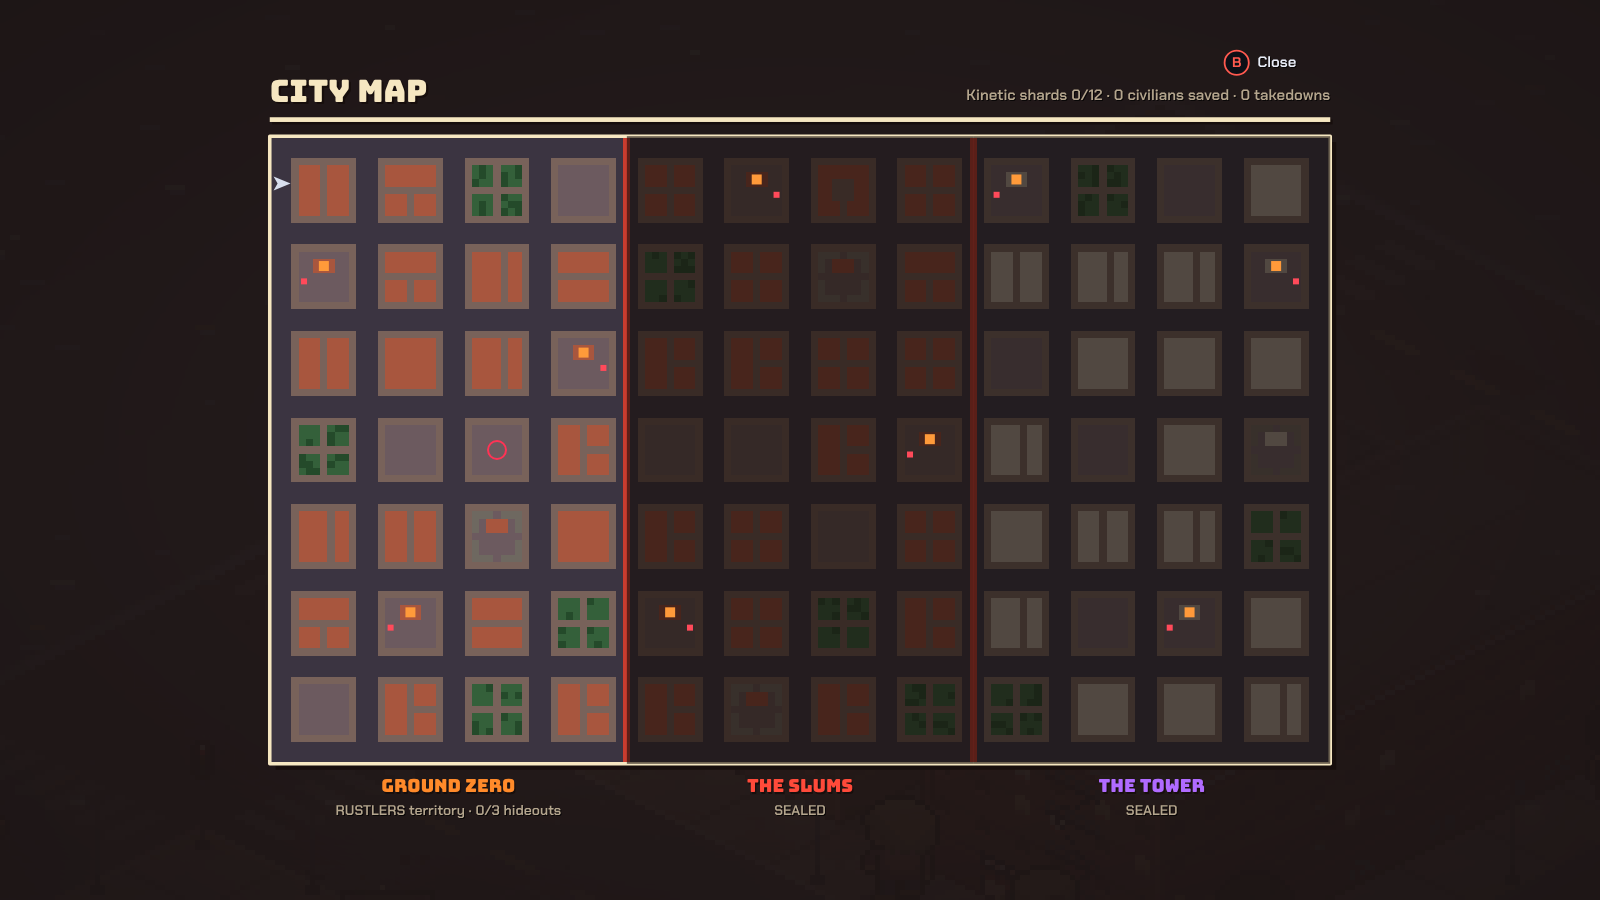 B Close
CITY MAP
Kinetic shards 0/12 · 0 civilians saved · 0 takedowns
GROUND ZERO
RUSTLERS territory · 0/3 hideouts
THE SLUMS
SEALED
THE TOWER
SEALED